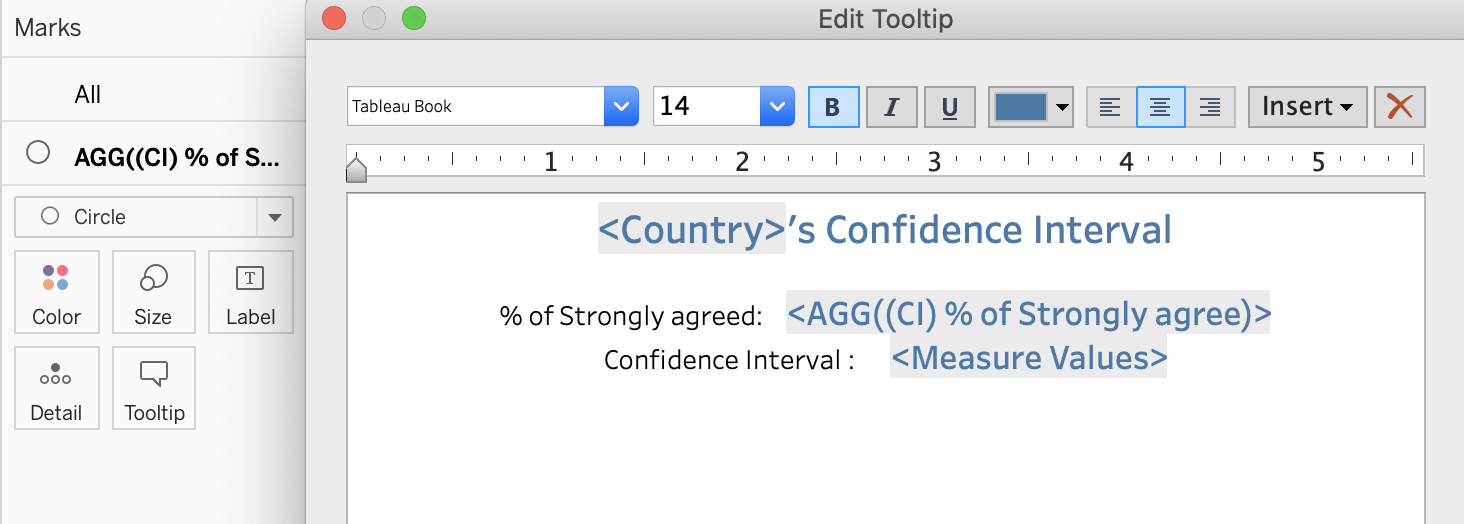 Marks
Edit Tooltip
All
AGG((CI) % of S...
Circle
Color
Size
T
Label
Detail
Tooltip
Tableau Book
14
B
I
U
Insert
1 2 3 4 5
<Country>’s Confidence Interval
% of Strongly agreed: <AGG((CI) % of Strongly agree)>
Confidence Interval : <Measure Values>